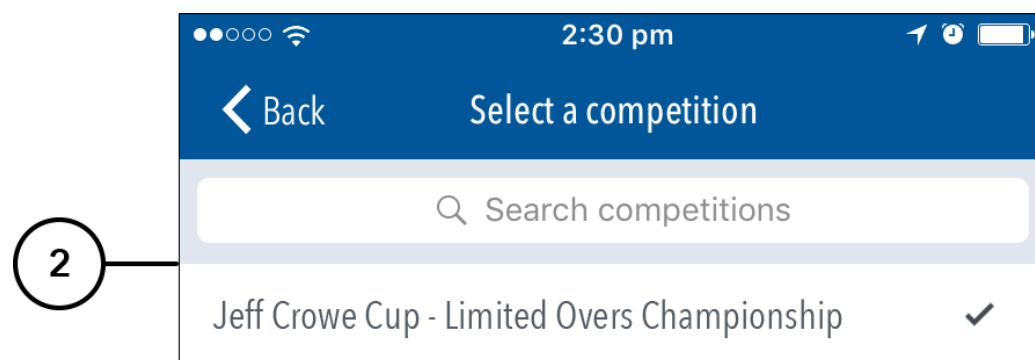 2:30 pm
Back
Select a competition
Search competitions
2
Jeff Crowe Cup - Limited Overs Championship